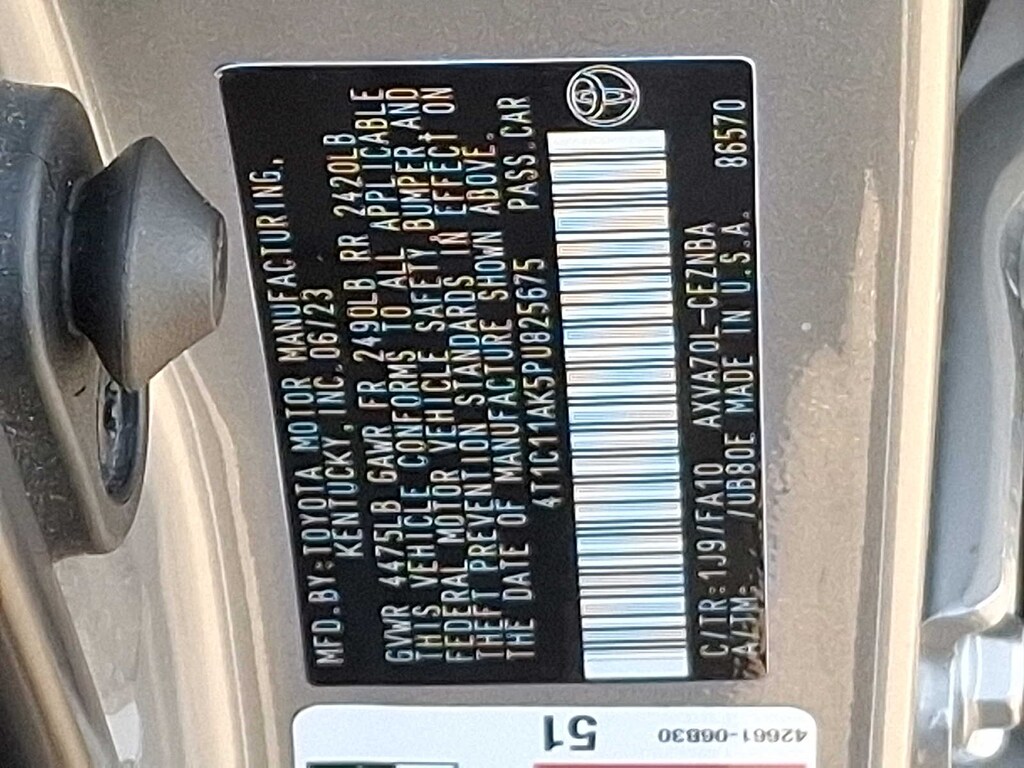 MFD.BY:TOYOTA MOTOR MANUFACTURING,
KENTUCKY, INC. 06/23
GVWR 4475LB GAWR FR 2490LB RR 2420LB
THIS VEHICLE CONFORMS TO ALL APPLICABLE
FEDERAL MOTOR VEHICLE SAFETY, BUMPER AND
THEFT PREVENTION STANDARDS IN EFFECT ON
THE DATE OF MANUFACTURE SHOWN ABOVE.
4T1C11AK5PU825675 PASS.CAR
C/TR:1J9/FA10 AXVA70L-CEZNBA
A/TM: /UB80E MADE IN U.S.A. 86570
51
42661-06B30